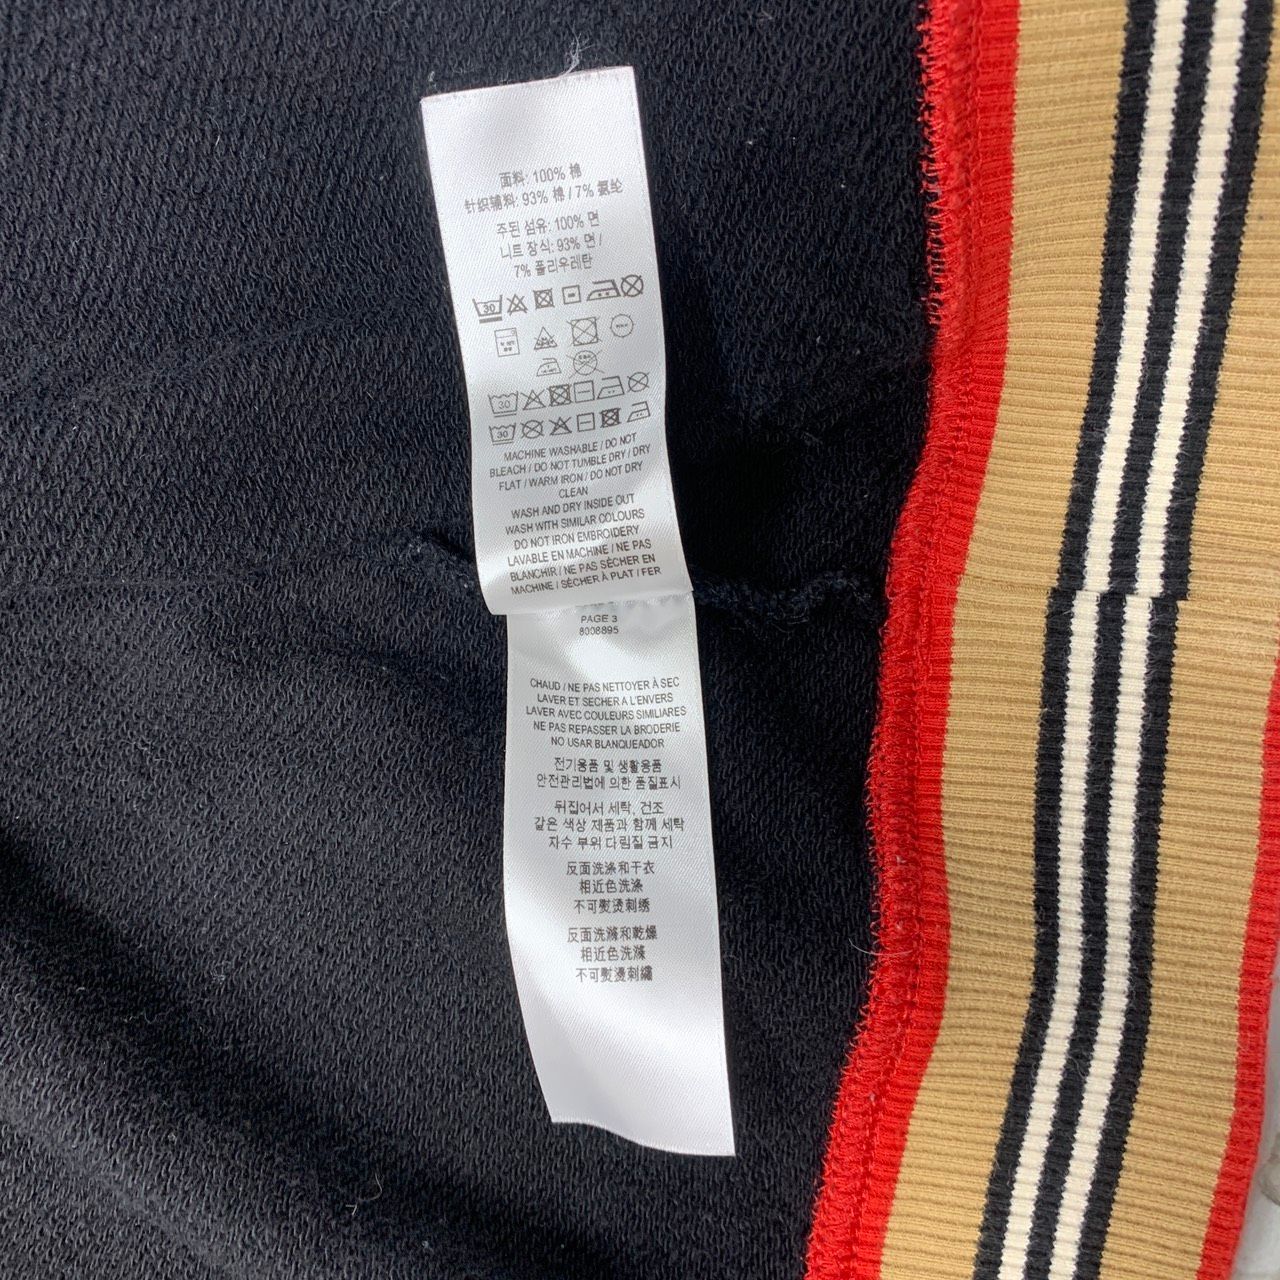 面料: 100% 棉
针织辅料: 93% 棉 / 7% 氨纶
주된 섬유: 100% 면
니트 장식: 93% 면 /
7% 폴리우레탄
30
30
30
MACHINE WASHABLE / DO NOT
BLEACH / DO NOT TUMBLE DRY / DRY
FLAT / WARM IRON / DO NOT DRY
CLEAN
WASH AND DRY INSIDE OUT
WASH WITH SIMILAR COLOURS
DO NOT IRON EMBROIDERY
LAVABLE EN MACHINE / NE PAS
BLANCHIR / NE PAS SÉCHER EN
MACHINE / SÉCHER À PLAT / FER
PAGE 3
8008895
CHAUD / NE PAS NETTOYER À SEC
LAVER ET SECHER A L'ENVERS
LAVER AVEC COULEURS SIMILIARES
NE PAS REPASSER LA BRODERIE
NO USAR BLANQUEADOR
전기용품 및 생활용품
안전관리법에 의한 품질표시
뒤집어서 세탁, 건조
같은 색상 제품과 함께 세탁
자수 부위 다림질 금지
反面洗涤和干衣
相近色洗涤
不可熨烫刺绣
反面洗滌和乾燥
相近色洗滌
不可熨燙刺繡